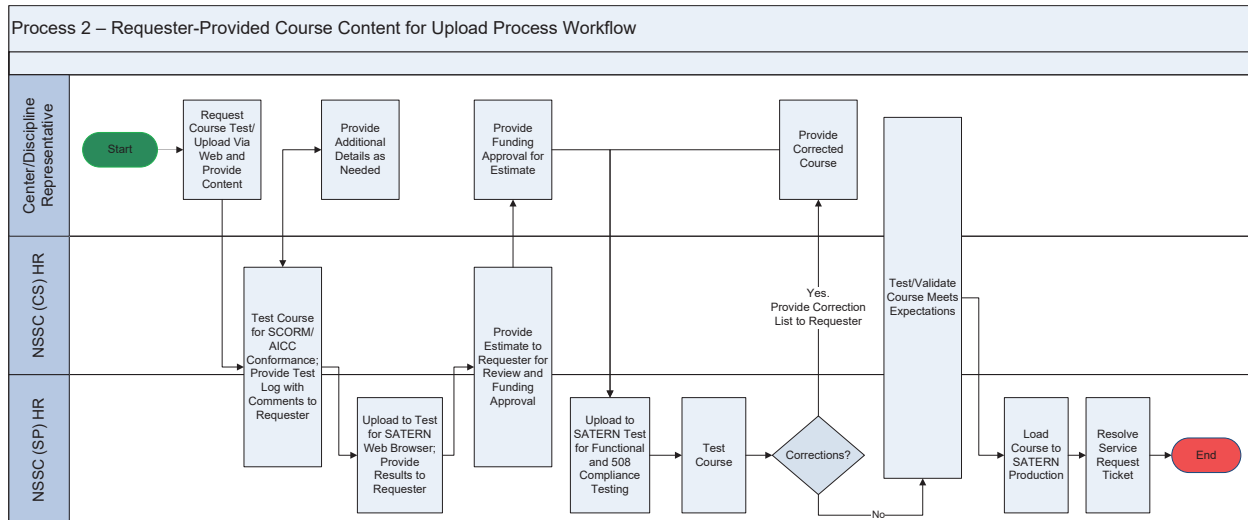 Process 2 – Requester-Provided Course Content for Upload Process Workflow
Center/Discipline
Representative
Start
Request
Course Test/
Upload Via
Web and
Provide
Content
Provide
Additional
Details as
Needed
Provide
Funding
Approval for
Estimate
Provide
Corrected
Course
NSSC (CS) HR
Test Course
for SCORM/
AICC
Conformance;
Provide Test
Log with
Comments to
Requester
Provide
Estimate to
Requester for
Review and
Funding
Approval
Yes.
Provide Correction
List to Requester
Test/Validate
Course Meets
Expectations
NSSC (SP) HR
Upload to Test
for SATERN
Web Browser;
Provide
Results to
Requester
Upload to
SATERN Test
for Functional
and 508
Compliance
Testing
Test
Course
Corrections?
No
Load
Course to
SATERN
Production
Resolve
Service
Request
Ticket
End